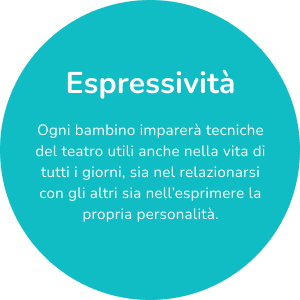 Espressività
Ogni bambino imparerà tecniche
del teatro utili anche nella vita di
tutti i giorni, sia nel relazionarsi
con gli altri sia nell'esprimere la
propria personalità.